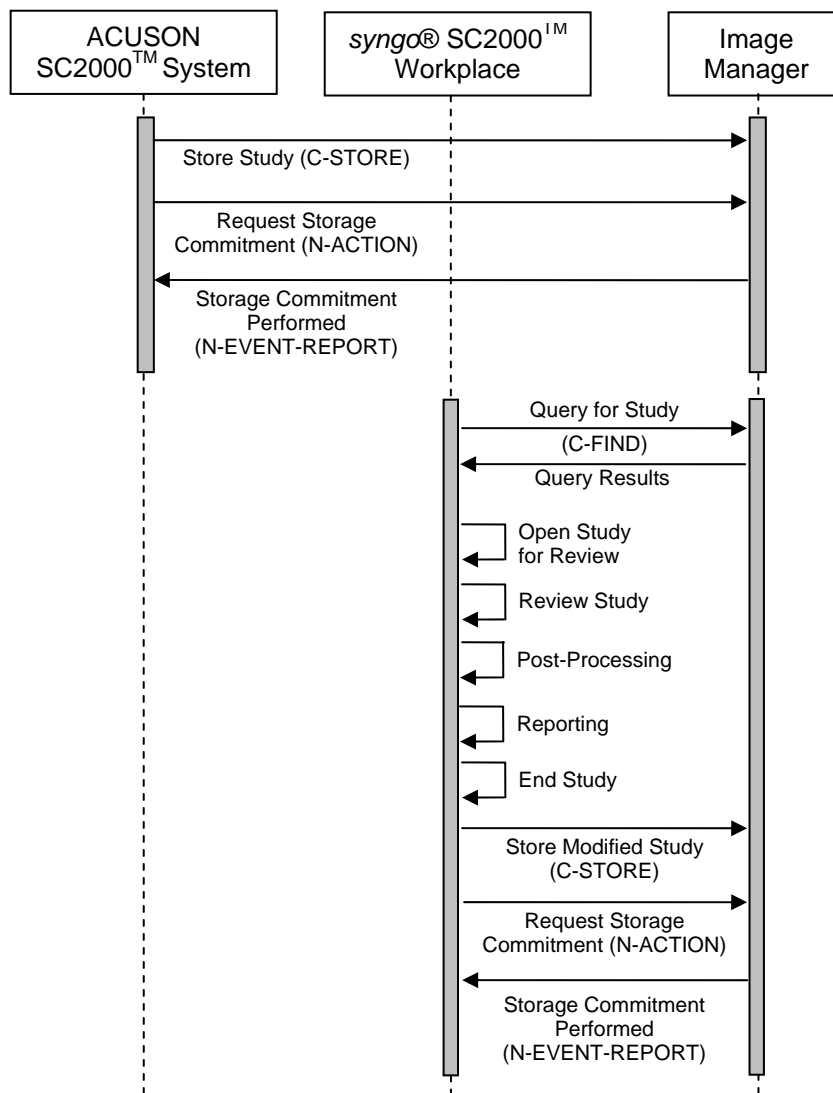 ACUSON
SC2000™ System
syngo® SC2000™
Workplace
Image
Manager
Store Study (C-STORE)
Request Storage
Commitment (N-ACTION)
Storage Commitment
Performed
(N-EVENT-REPORT)
Query for Study
(C-FIND)
Query Results
Open Study
for Review
Review Study
Post-Processing
Reporting
End Study
Store Modified Study
(C-STORE)
Request Storage
Commitment (N-ACTION)
Storage Commitment
Performed
(N-EVENT-REPORT)